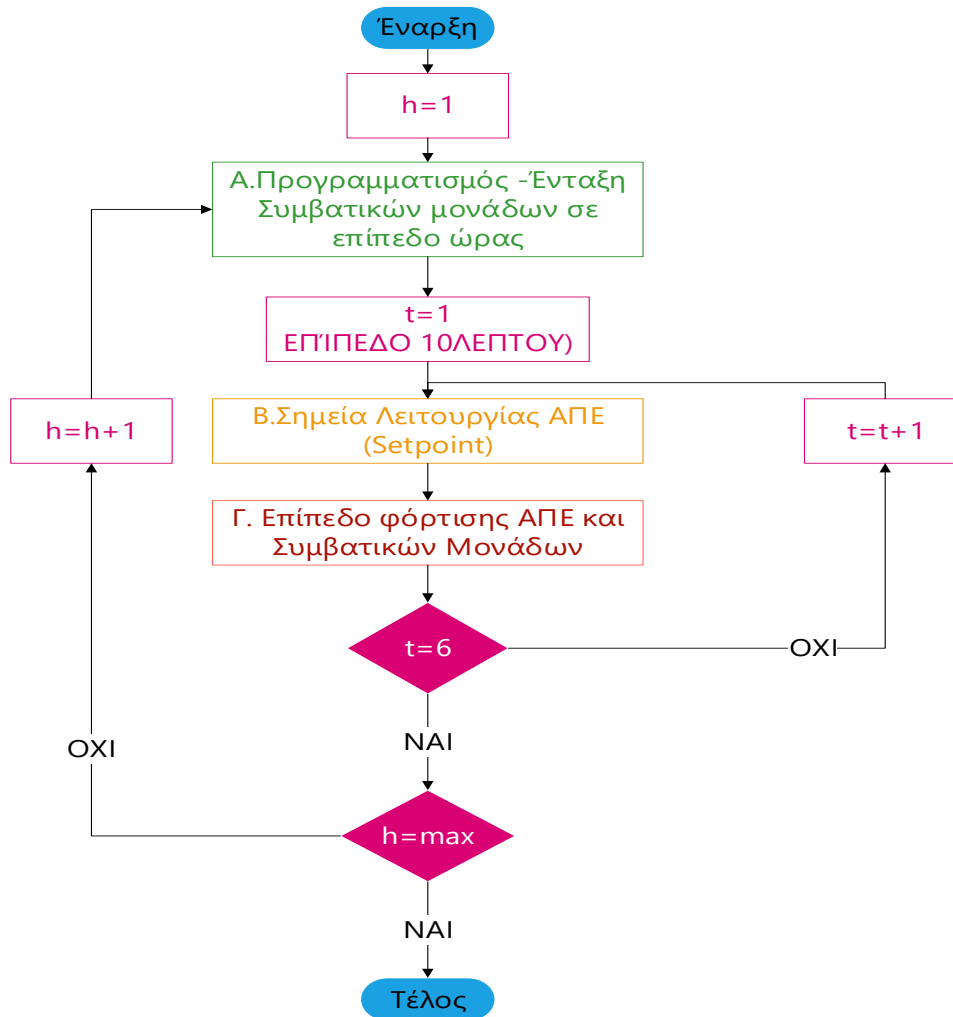 Έναρξη
h=1
Α.Προγραμματισμός -Ένταξη
Συμβατικών μονάδων σε
επίπεδο ώρας
t=1
ΕΠΊΙΠΕΔΟ 10ΛΕΠΤΟΥ)
h=h+1
Β.Σημεία Λειτουργίας ΑΠΕ
(Setpoint)
t=t+1
Γ. Επίπεδο φόρτισης ΑΠΕ και
Συμβατικών Μονάδων
t=6
ΟΧΙ
ΝΑΙ
ΟΧΙ
h=max
ΝΑΙ
Τέλος